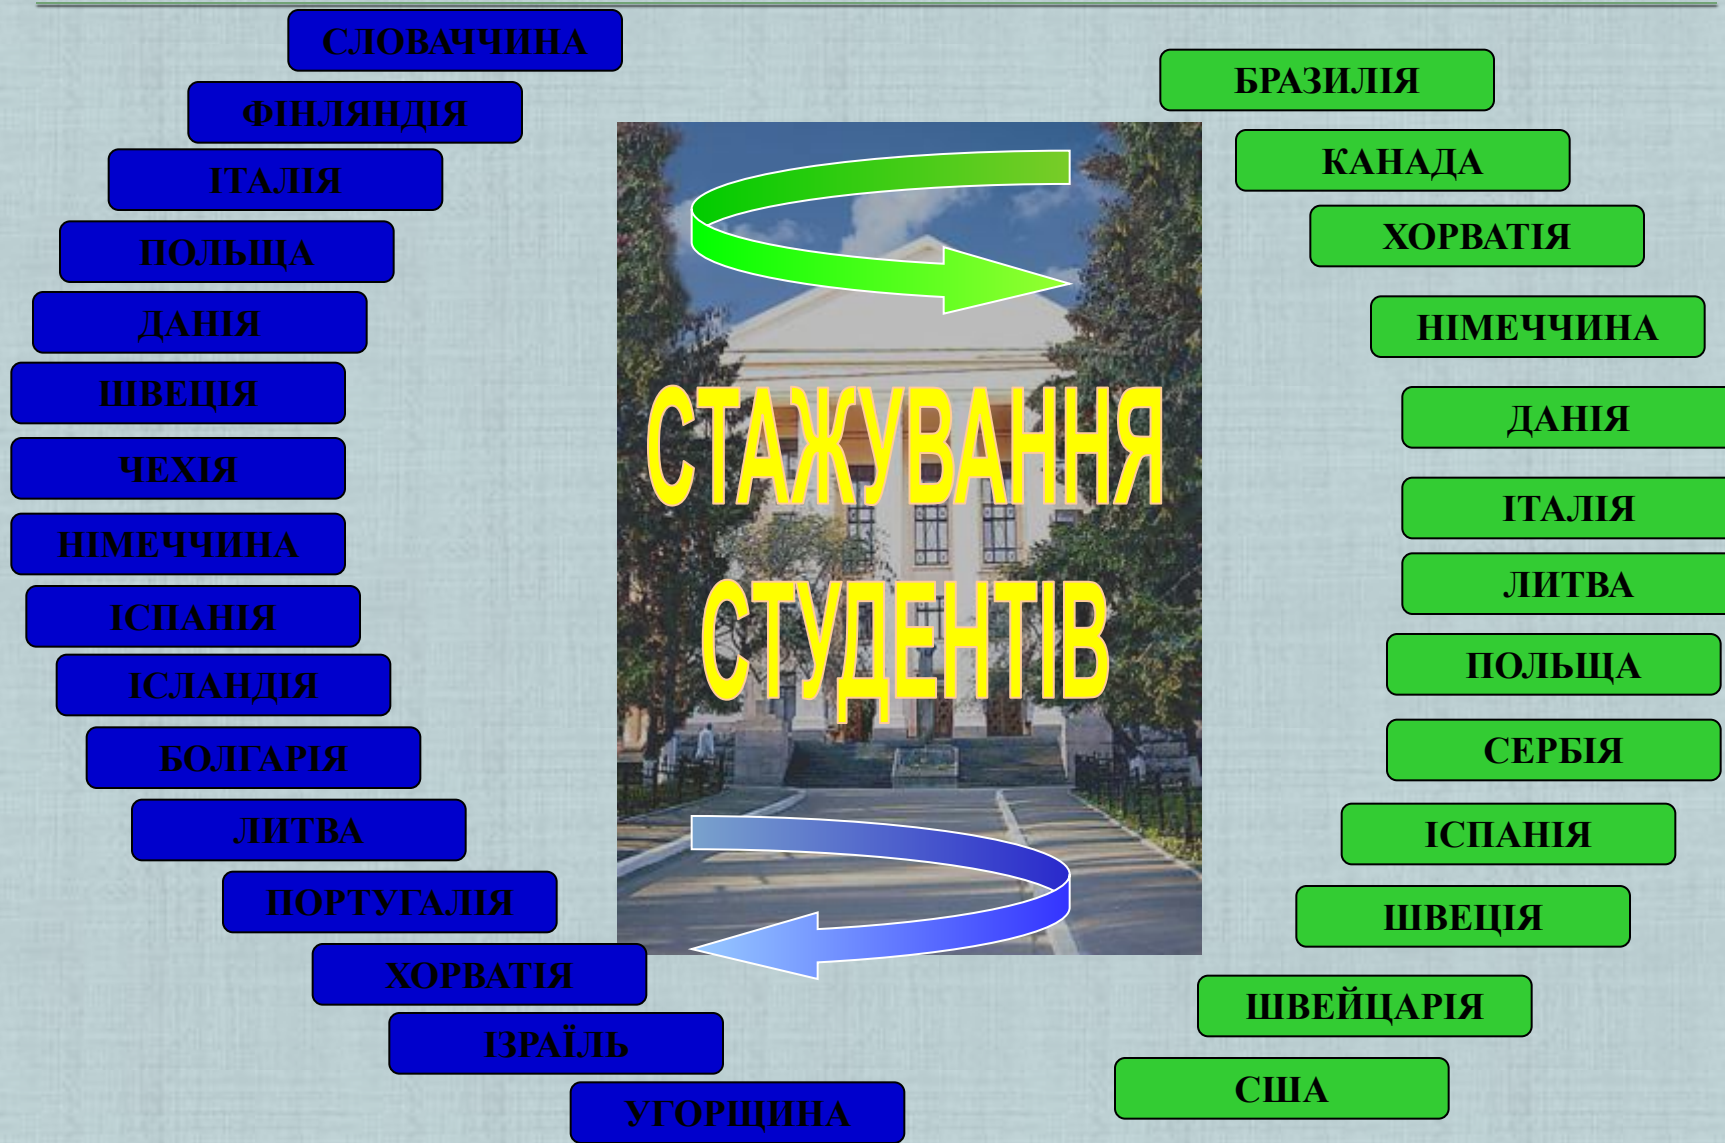 СЛОВАЧЧИНА
ФІНЛЯНДІЯ
ІТАЛІЯ
ПОЛЬЩА
ДАНІЯ
ШВЕЦІЯ
ЧЕХІЯ
НІМЕЧЧИНА
ІСПАНІЯ
ІСЛАНДІЯ
БОЛГАРІЯ
ЛИТВА
ПОРТУГАЛІЯ
ХОРВАТІЯ
ІЗРАЇЛЬ
УГОРЩИНА
СТАЖУВАННЯ
СТУДЕНТІВ
БРАЗИЛІЯ
КАНАДА
ХОРВАТІЯ
НІМЕЧЧИНА
ДАНІЯ
ІТАЛІЯ
ЛИТВА
ПОЛЬЩА
СЕРБІЯ
ІСПАНІЯ
ШВЕЦІЯ
ШВЕЙЦАРІЯ
США